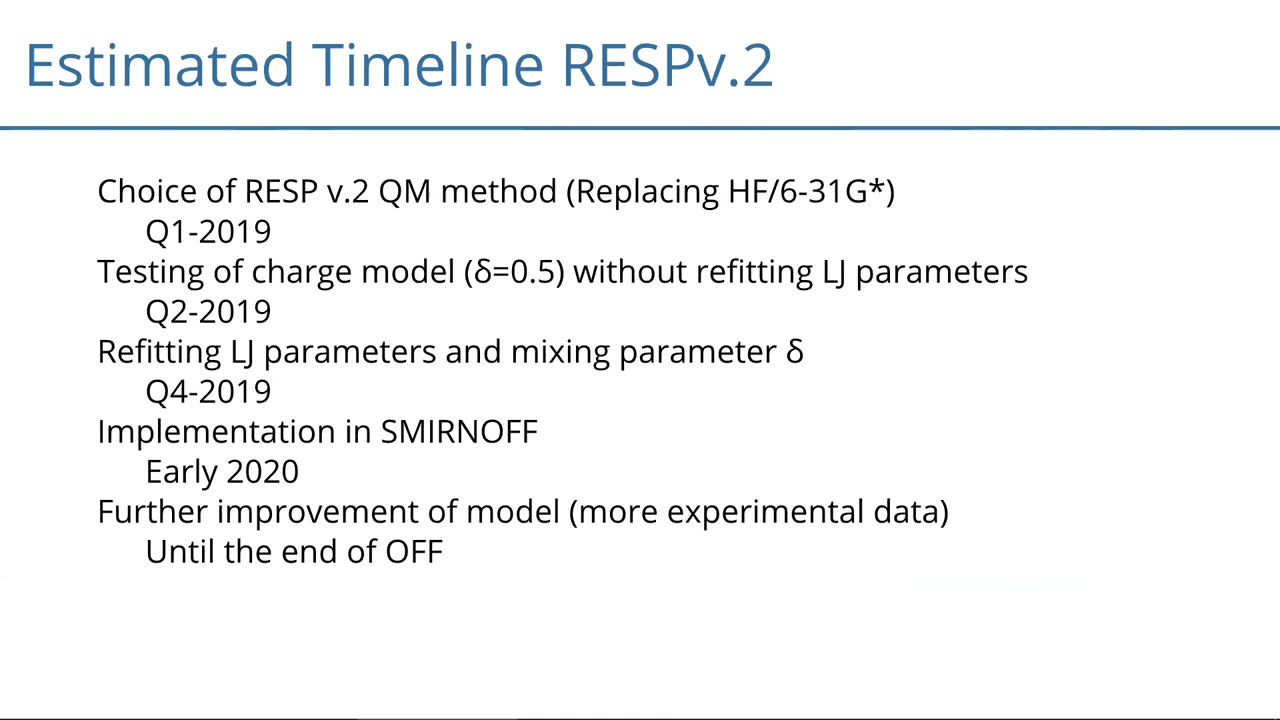 Estimated Timeline RESPv.2
Choice of RESP v.2 QM method (Replacing HF/6-31G*)
Q1-2019
Testing of charge model (δ=0.5) without refitting LJ parameters
Q2-2019
Refitting LJ parameters and mixing parameter δ
Q4-2019
Implementation in SMIRNOFF
Early 2020
Further improvement of model (more experimental data)
Until the end of OFF